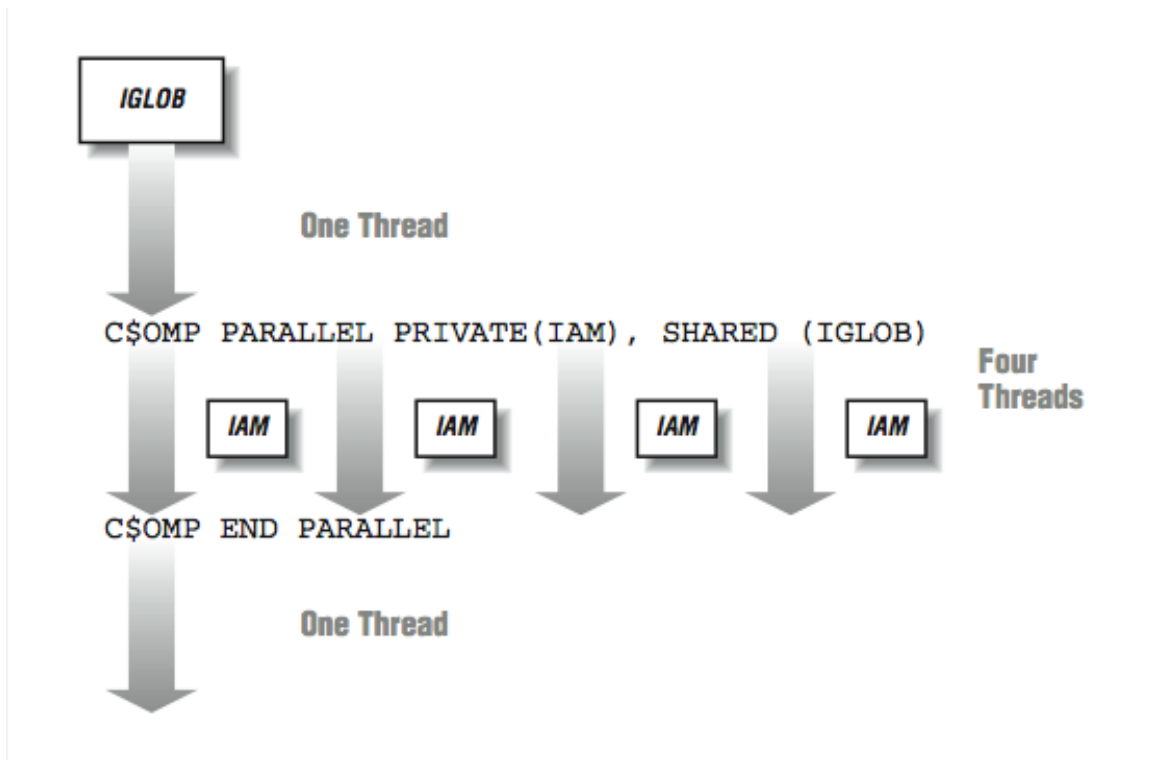 IGLOB
One Thread
C$OMP PARALLEL PRIVATE(IAM), SHARED (IGLOB)
Four
Threads
IAM
IAM
IAM
IAM
C$OMP END PARALLEL
One Thread